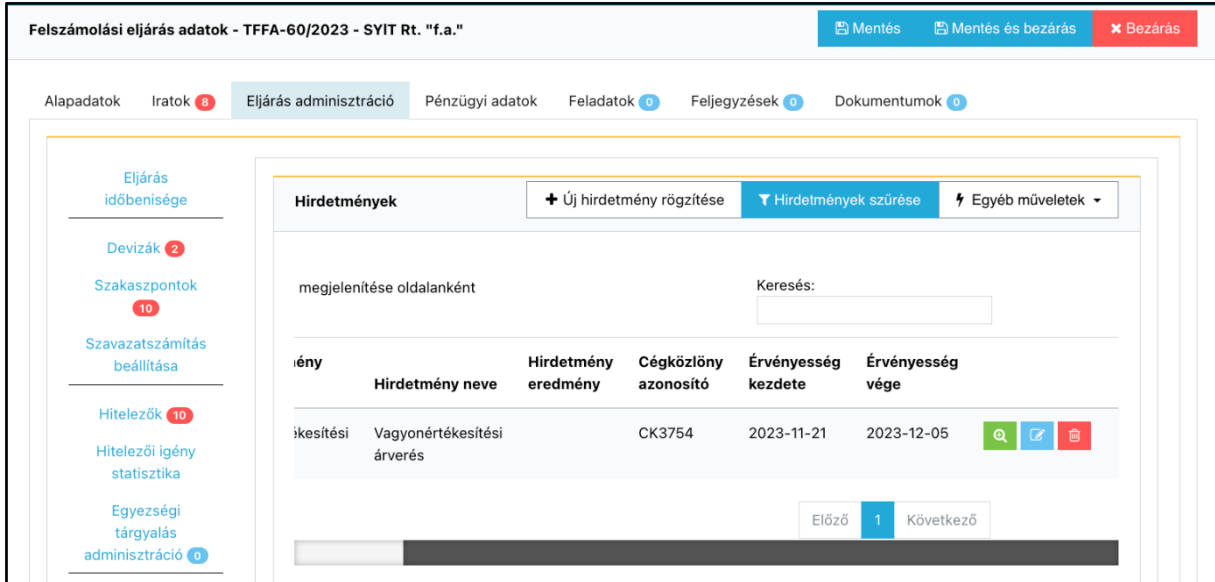 Felszámolási eljárás adatok - TFFA-60/2023 - SYIT Rt. "f.a."
Mentés
Mentés és bezárás
Bezárás
Alapadatok
Iratok 8
Eljárás adminisztráció
Pénzügyi adatok
Feladatok 0
Feljegyzések 0
Dokumentumok 0
Eljárás
időbenisége
Devizák 2
Szakaszpontok
10
Szavazatszámítás
beállítása
Hitelezők 10
Hitelezői igény
statisztika
Egyezségi
tárgyalás
adminisztráció 0
Hirdetmények
Új hirdetmény rögzítése
Hirdetmények szűrése
Egyéb műveletek
megjelenítése oldalanként
Keresés:
ény
Hirdetmény neve
Hirdetmény
eredmény
Cégközlöny
azonosító
Érvényesség
kezdete
Érvényesség
vége
ékesítési
Vagyonértékesítési
árverés
CK3754
2023-11-21
2023-12-05
Előző
1
Következő